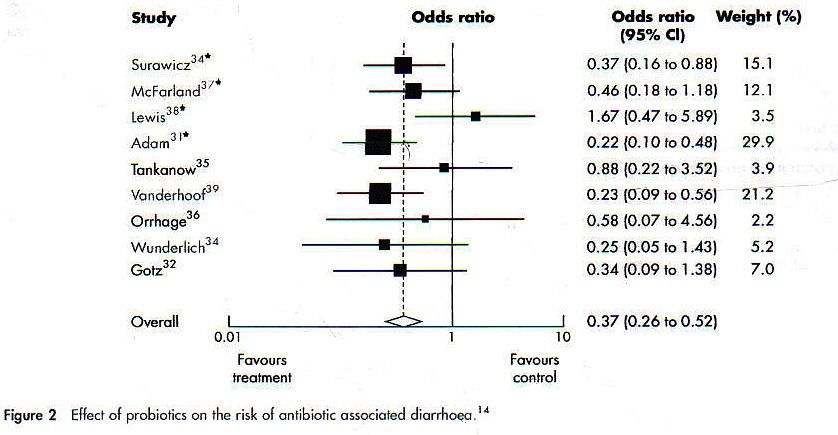 Study Odds ratio Odds ratio Weight (%)
(95% CI)
Surawicz34* 0.37 (0.16 to 0.88) 15.1
McFarland37* 0.46 (0.18 to 1.18) 12.1
Lewis38* 1.67 (0.47 to 5.89) 3.5
Adam31* 0.22 (0.10 to 0.48) 29.9
Tankanow35 0.88 (0.22 to 3.52) 3.9
Vanderhoof39 0.23 (0.09 to 0.56) 21.2
Orrhage36 0.58 (0.07 to 4.56) 2.2
Wunderlich34 0.25 (0.05 to 1.43) 5.2
Gotz32 0.34 (0.09 to 1.38) 7.0
Overall 0.37 (0.26 to 0.52)
0.01 1 10
Favours Favours
treatment control
Figure 2 Effect of probiotics on the risk of antibiotic associated diarrhoea.14